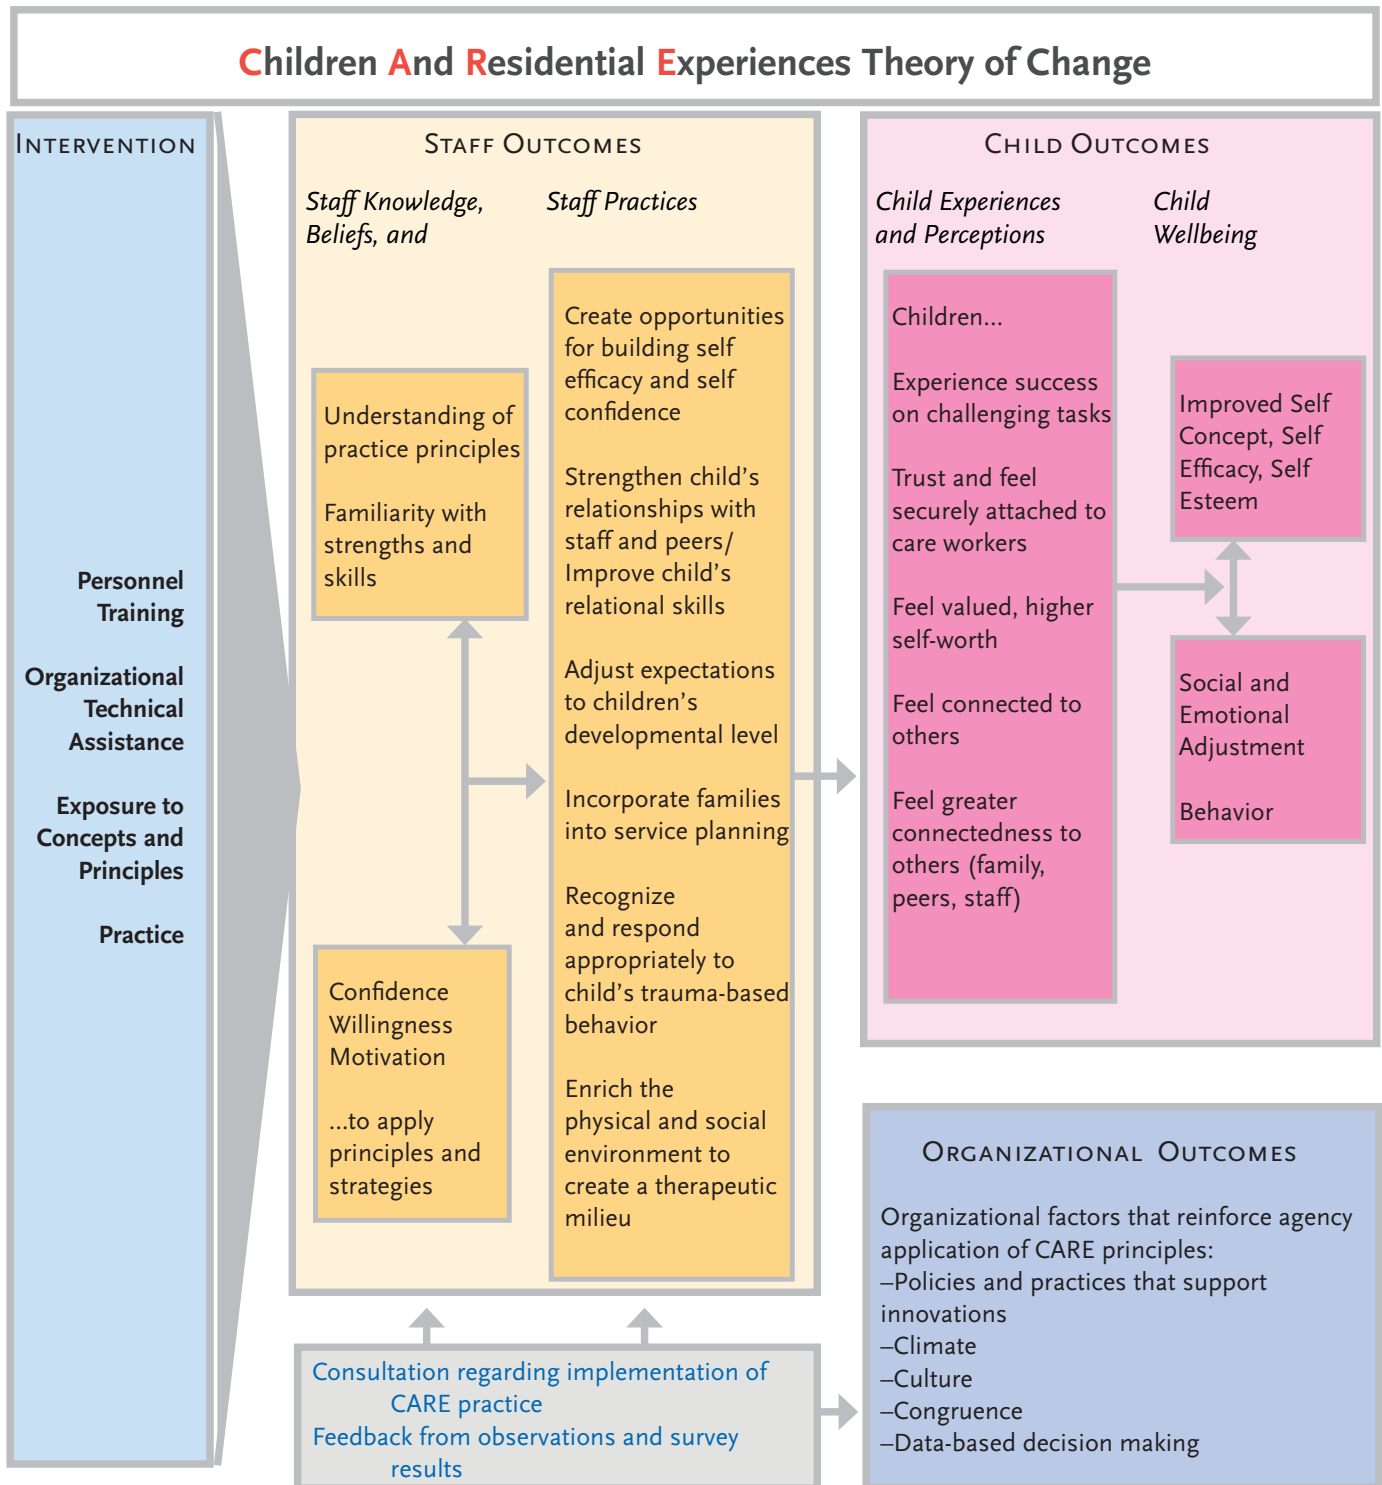 Children And Residential Experiences Theory of Change
Intervention
Personnel
Training
Organizational
Technical
Assistance
Exposure to
Concepts and
Principles
Practice
Staff Outcomes
Staff Knowledge,
Beliefs, and
Understanding of
practice principles
Familiarity with
strengths and
skills
Confidence
Willingness
Motivation
...to apply
principles and
strategies
Staff Practices
Create opportunities
for building self
efficacy and self
confidence
Strengthen child’s
relationships with
staff and peers/
Improve child’s
relational skills
Adjust expectations
to children’s
developmental level
Incorporate families
into service planning
Recognize
and respond
appropriately to
child’s trauma-based
behavior
Enrich the
physical and social
environment to
create a therapeutic
milieu
Child Outcomes
Child Experiences
and Perceptions
Children...
Experience success
on challenging tasks
Trust and feel
securely attached to
care workers
Feel valued, higher
self-worth
Feel connected to
others
Feel greater
connectedness to
others (family,
peers, staff)
Child
Wellbeing
Improved Self
Concept, Self
Efficacy, Self
Esteem
Social and
Emotional
Adjustment
Behavior
Consultation regarding implementation of
CARE practice
Feedback from observations and survey
results
Organizational Outcomes
Organizational factors that reinforce agency
application of CARE principles:
–Policies and practices that support
innovations
–Climate
–Culture
–Congruence
–Data-based decision making